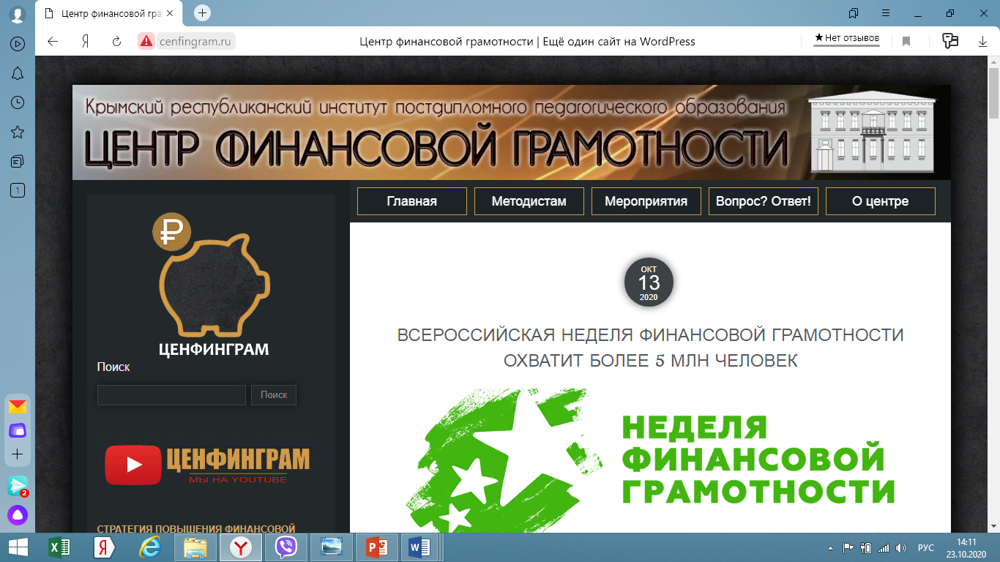 Центр финансовой гра
cenfingram.ru
Центр финансовой грамотности | Ещё один сайт на WordPress
★ Нет отзывов
1
Крымский республиканский институт постдипломного педагогического образования
ЦЕНТР ФИНАНСОВОЙ ГРАМОТНОСТИ
Главная
Методистам
Мероприятия
Вопрос? Ответ!
О центре
₽
ЦЕНФИНГРАМ
Поиск
Поиск
ЦЕНФИНГРАМ
МЫ НА YOUTUBE
СТРАТЕГИЯ ПОВЫШЕНИЯ ФИНАНСОВОЙ
ОКТ
13
2020
ВСЕРОССИЙСКАЯ НЕДЕЛЯ ФИНАНСОВОЙ ГРАМОТНОСТИ
ОХВАТИТ БОЛЕЕ 5 МЛН ЧЕЛОВЕК
НЕДЕЛЯ
ФИНАНСОВОЙ
ГРАМОТНОСТИ
2
РУС
14:11
23.10.2020